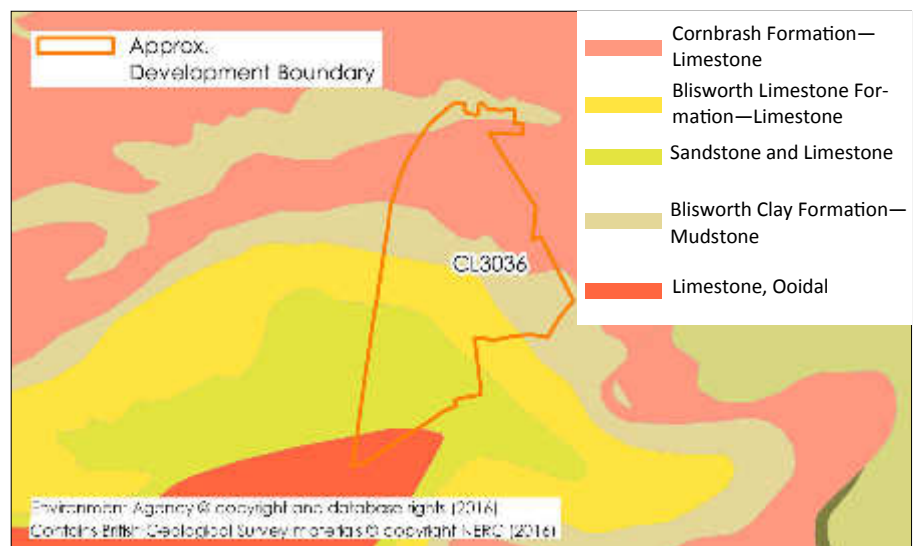 Approx.
Development Boundary
Cornbrash Formation—
Limestone
Blisworth Limestone For-
mation—Limestone
Sandstone and Limestone
Blisworth Clay Formation—
Mudstone
Limestone, Ooidal
CL3036
Environment Agency © copyright and database rights (2016)
Contains British Geological Survey materials © copyright NERC (2016)